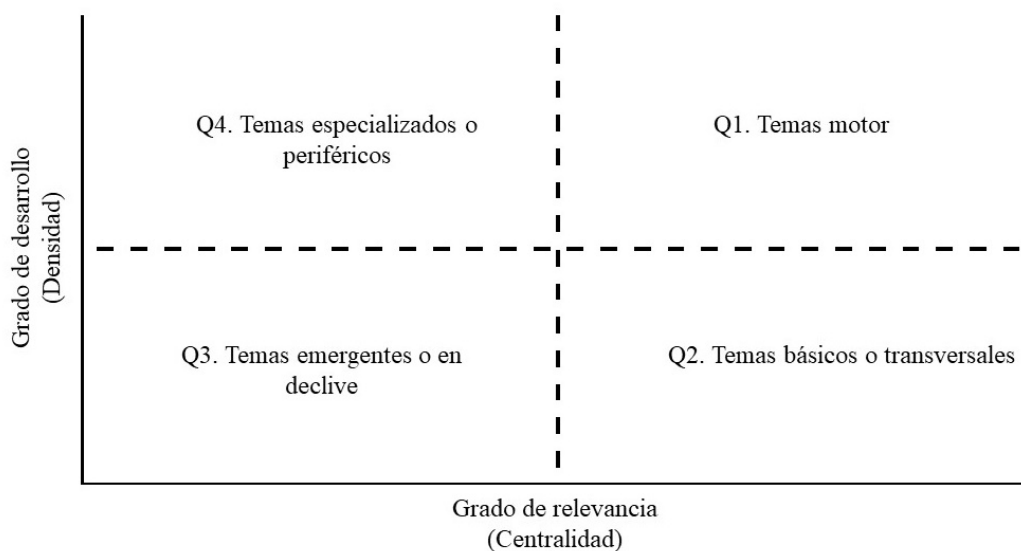 Q4. Temas especializados o
periféricos
Q1. Temas motor
Grado de desarrollo
(Densidad)
Q3. Temas emergentes o en
declive
Q2. Temas básicos o transversales
Grado de relevancia
(Centralidad)